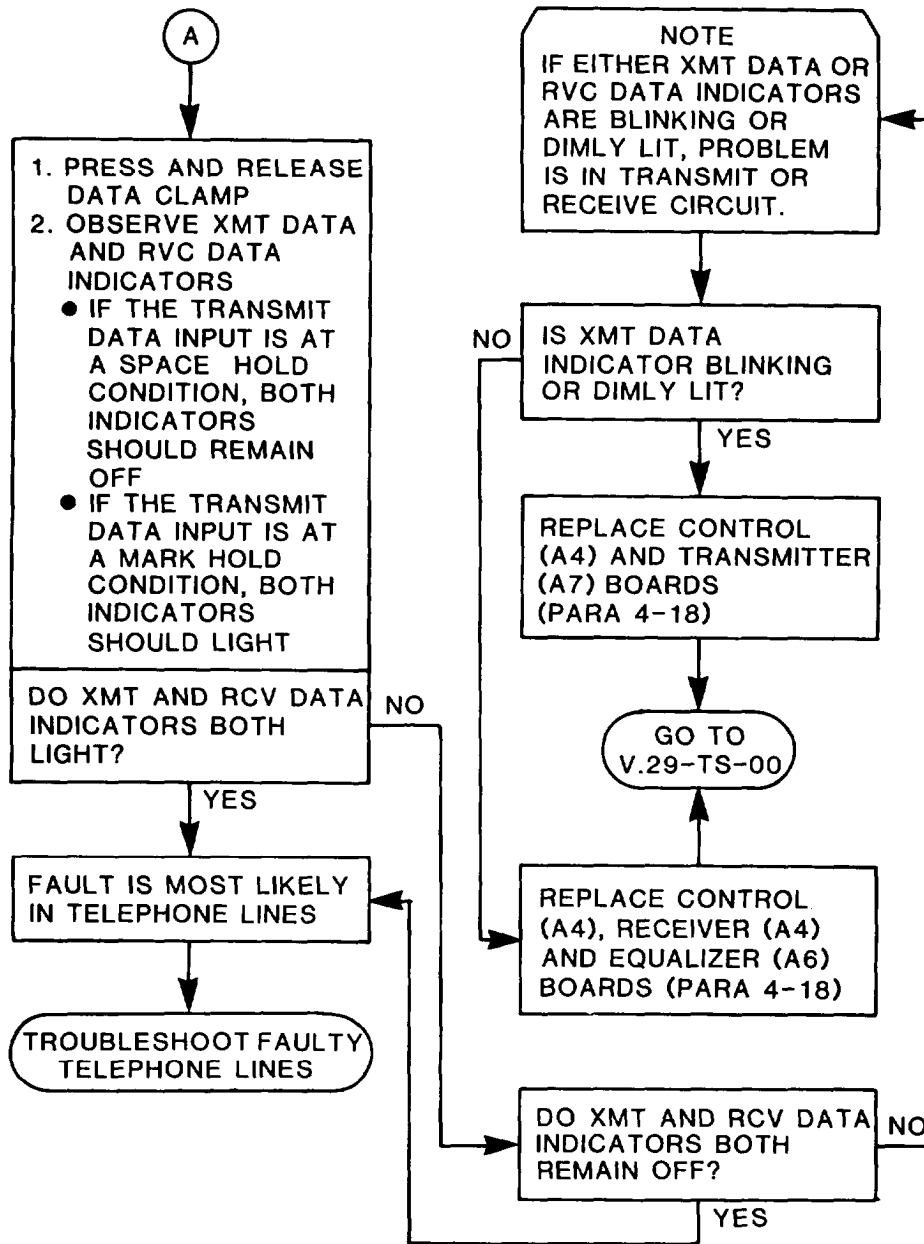 A
1. PRESS AND RELEASE
DATA CLAMP
2. OBSERVE XMT DATA
AND RVC DATA
INDICATORS
● IF THE TRANSMIT
DATA INPUT IS AT
A SPACE HOLD
CONDITION, BOTH
INDICATORS
SHOULD REMAIN
OFF
● IF THE TRANSMIT
DATA INPUT IS AT
A MARK HOLD
CONDITION, BOTH
INDICATORS
SHOULD LIGHT
DO XMT AND RCV DATA
INDICATORS BOTH
LIGHT?
NO
YES
FAULT IS MOST LIKELY
IN TELEPHONE LINES
TROUBLESHOOT FAULTY
TELEPHONE LINES
NOTE
IF EITHER XMT DATA OR
RVC DATA INDICATORS
ARE BLINKING OR
DIMLY LIT, PROBLEM
IS IN TRANSMIT OR
RECEIVE CIRCUIT.
NO
IS XMT DATA
INDICATOR BLINKING
OR DIMLY LIT?
YES
REPLACE CONTROL
(A4) AND TRANSMITTER
(A7) BOARDS
(PARA 4-18)
GO TO
V.29-TS-00
REPLACE CONTROL
(A4), RECEIVER (A4)
AND EQUALIZER (A6)
BOARDS (PARA 4-18)
DO XMT AND RCV DATA
INDICATORS BOTH
REMAIN OFF?
NO
YES